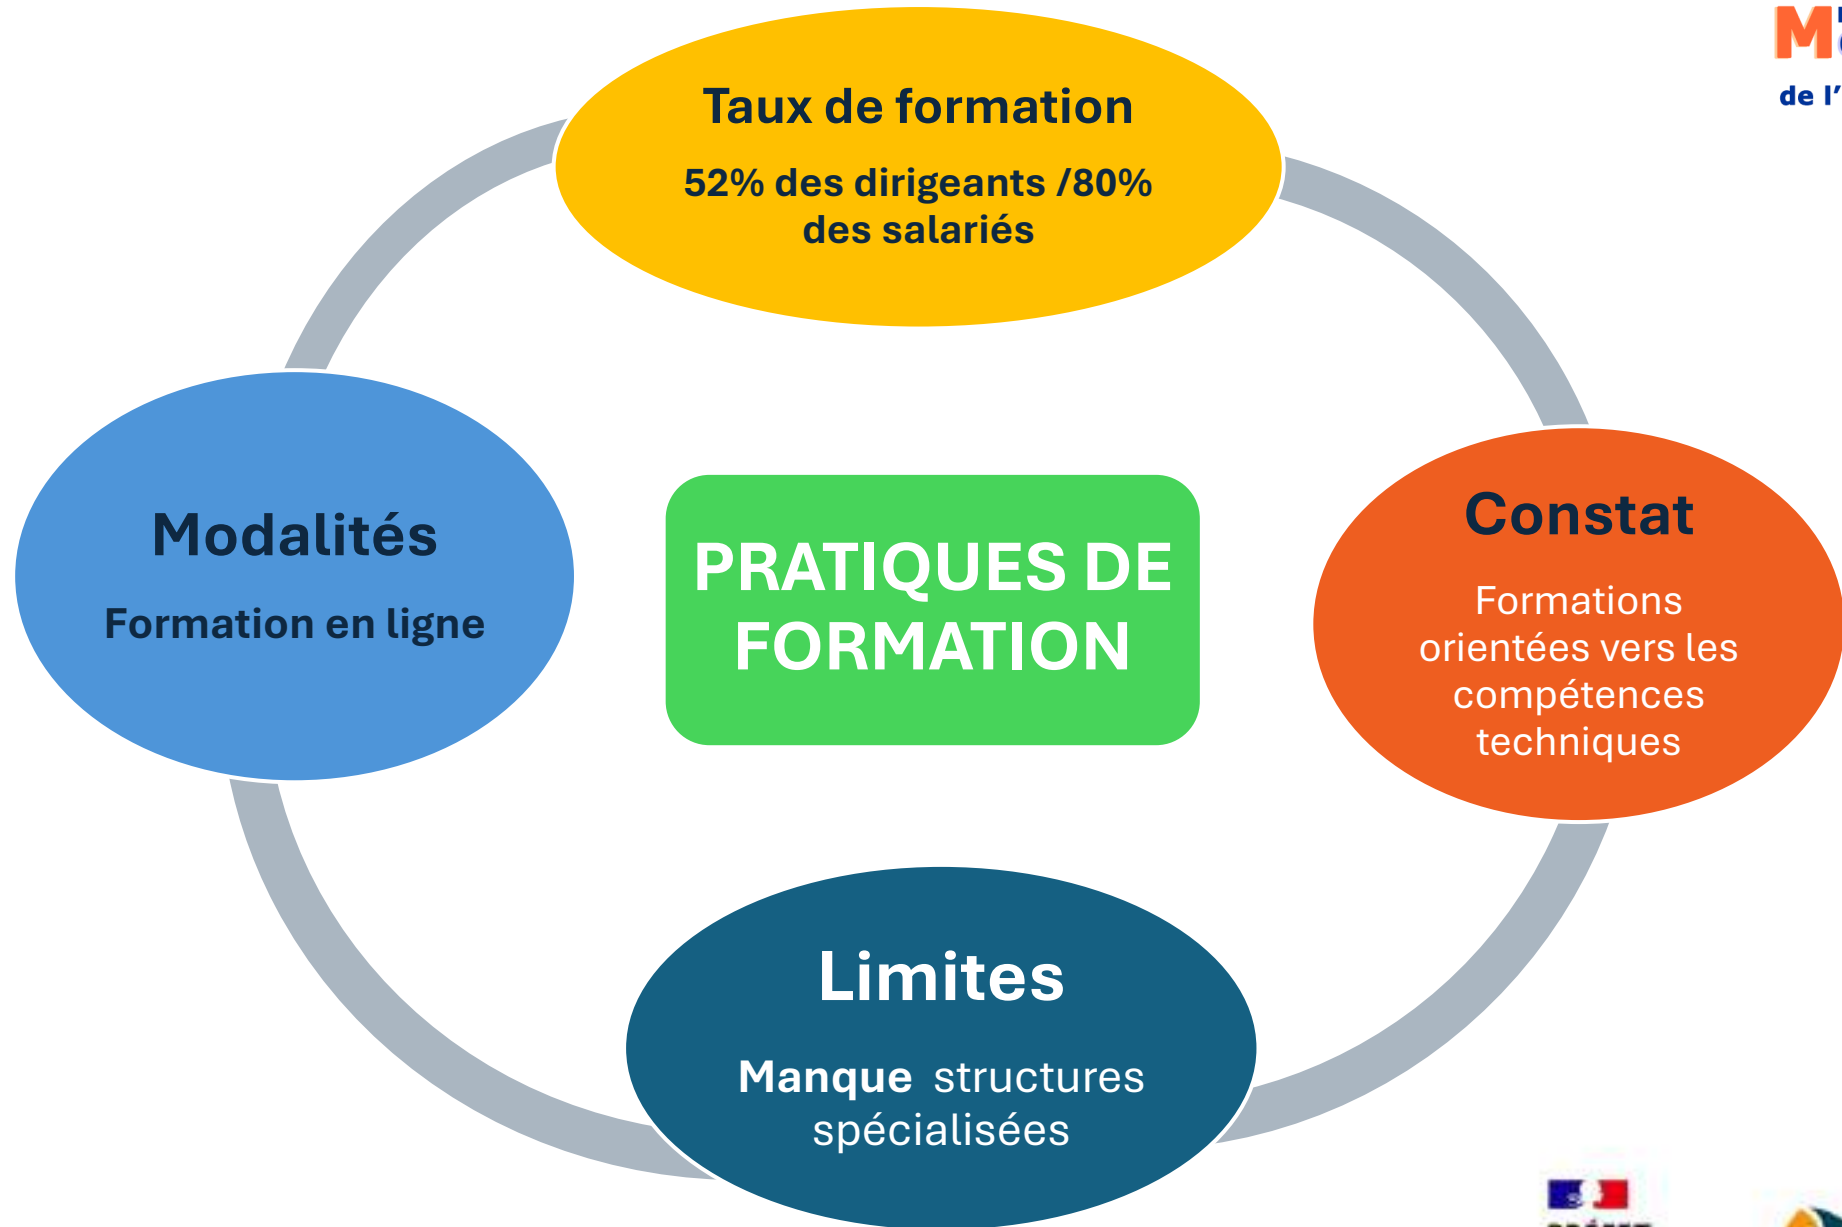 de l'
Taux de formation
52% des dirigeants /80%
des salariés
Modalités
Formation en ligne
PRATIQUES DE
FORMATION
Constat
Formations
orientées vers les
compétences
techniques
Limites
Manque structures
spécialisées